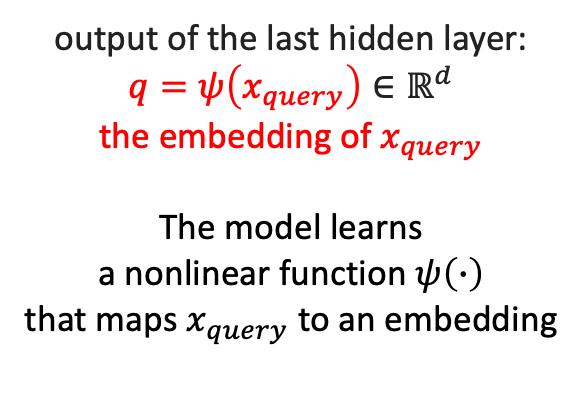 output of the last hidden layer:
q = ψ(x_query) ∈ ℝ^d
the embedding of x_query
The model learns
a nonlinear function ψ(·)
that maps x_query to an embedding